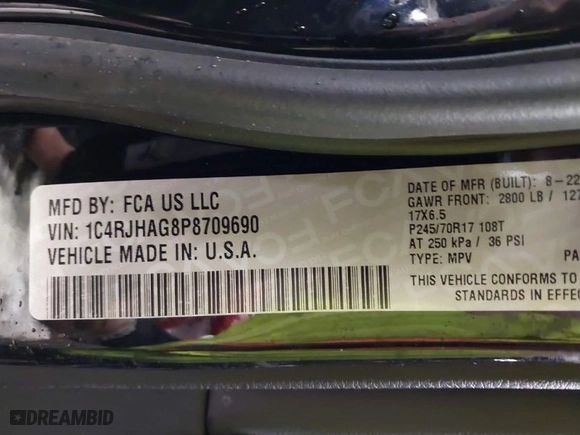 MFD BY: FCA US LLC
VIN: 1C4RJHAG8P8709690
VEHICLE MADE IN: U.S.A.
DATE OF MFR (BUILT): 8-22
GAWR FRONT: 2800 LB / 127
17X6.5
P245/70R17 108T
AT 250 kPa / 36 PSI
TYPE: MPV PA
THIS VEHICLE CONFORMS TO
STANDARDS IN EFFE
DREAMBID